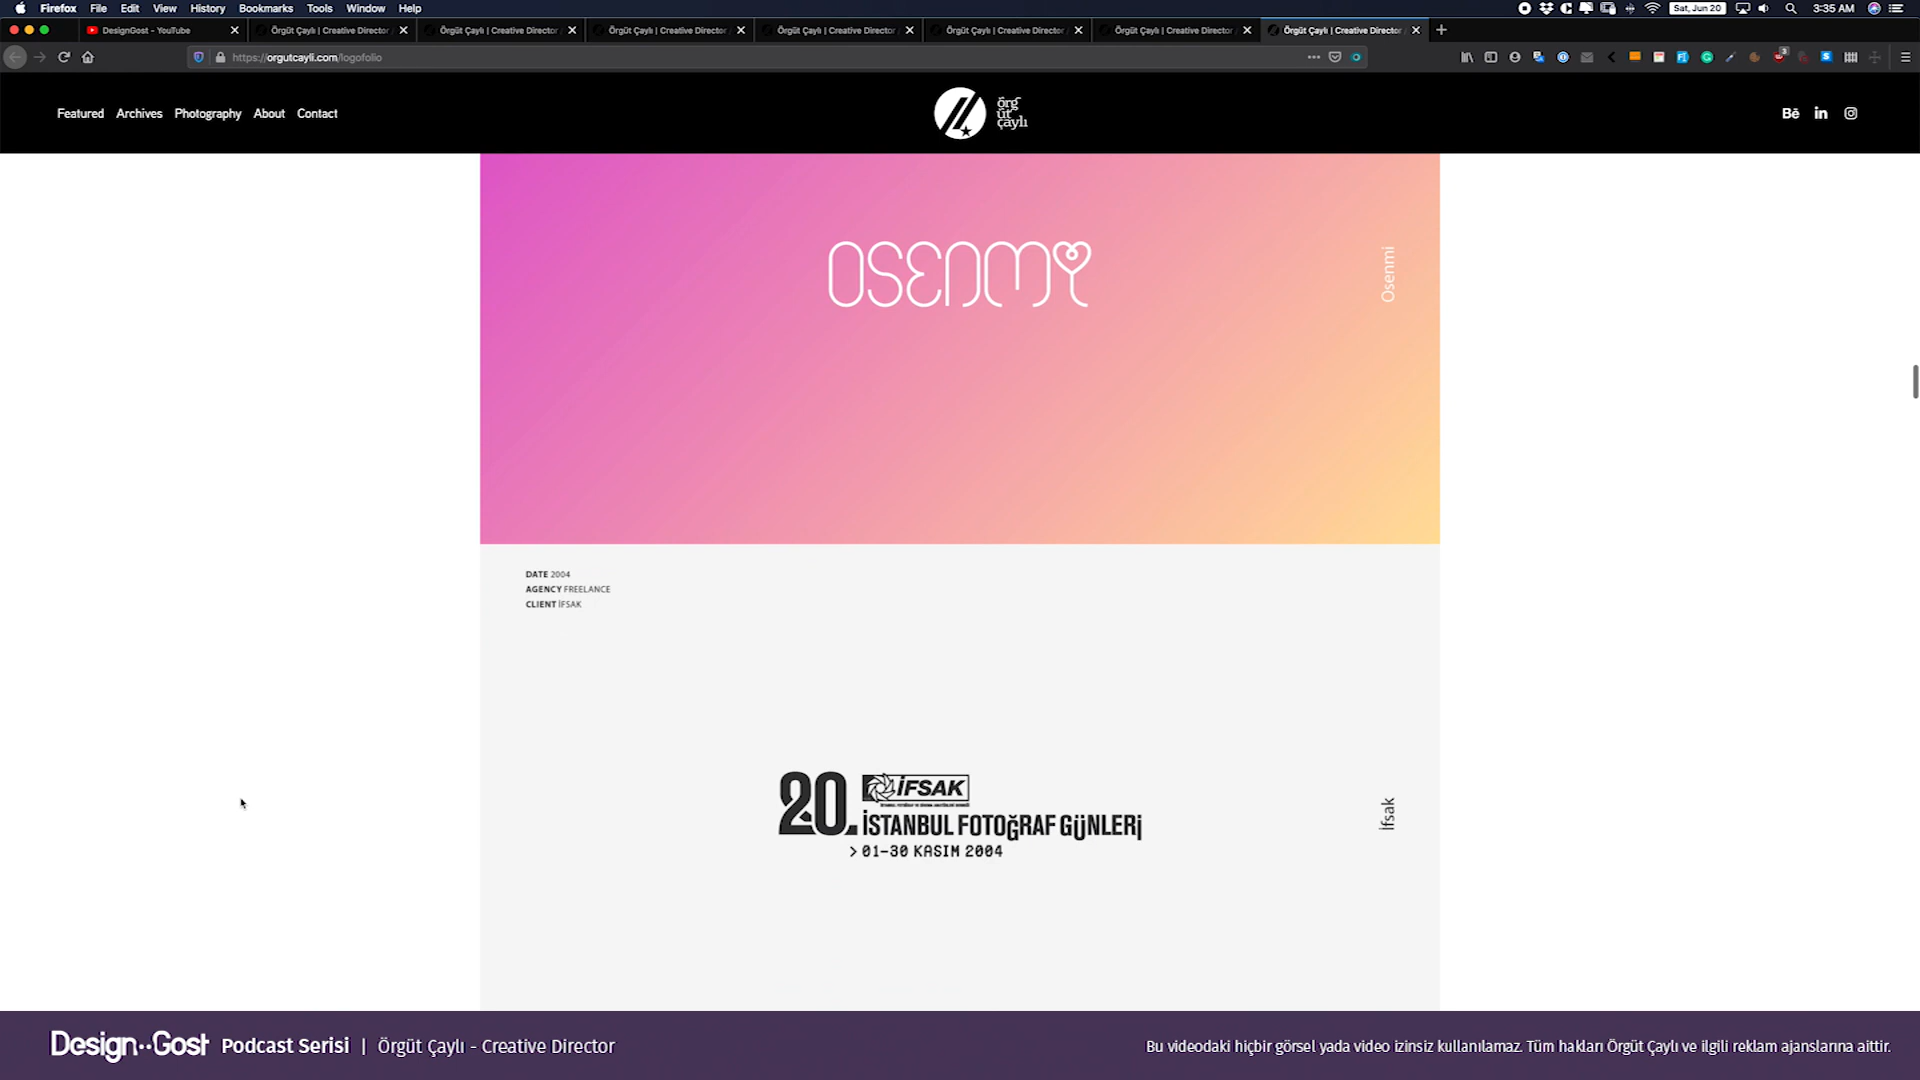 Firefox File Edit View History Bookmarks Tools Window Help
Sat, Jun 20 3:35 AM
DesignGost - YouTube
Örgüt Çaylı | Creative Director
Örgüt Çaylı | Creative Director
Örgüt Çaylı | Creative Director
Örgüt Çaylı | Creative Director
Örgüt Çaylı | Creative Director
Örgüt Çaylı | Creative Director
Örgüt Çaylı | Creative Director
https://orgutcayli.com/logofolio
3
Featured Archives Photography About Contact
örg
üt
çaylı
Bē in
OSENMY
Osenmi
DATE 2004
AGENCY FREELANCE
CLIENT İFSAK
20. İFSAK
İSTANBUL FOTOĞRAF GÜNLERİ
> 01-30 KASIM 2004
İfsak
Design··Gost Podcast Serisi | Örgüt Çaylı - Creative Director
Bu videodaki hiçbir görsel yada video izinsiz kullanılamaz. Tüm hakları Örgüt Çaylı ve ilgili reklam ajanslarına aittir.